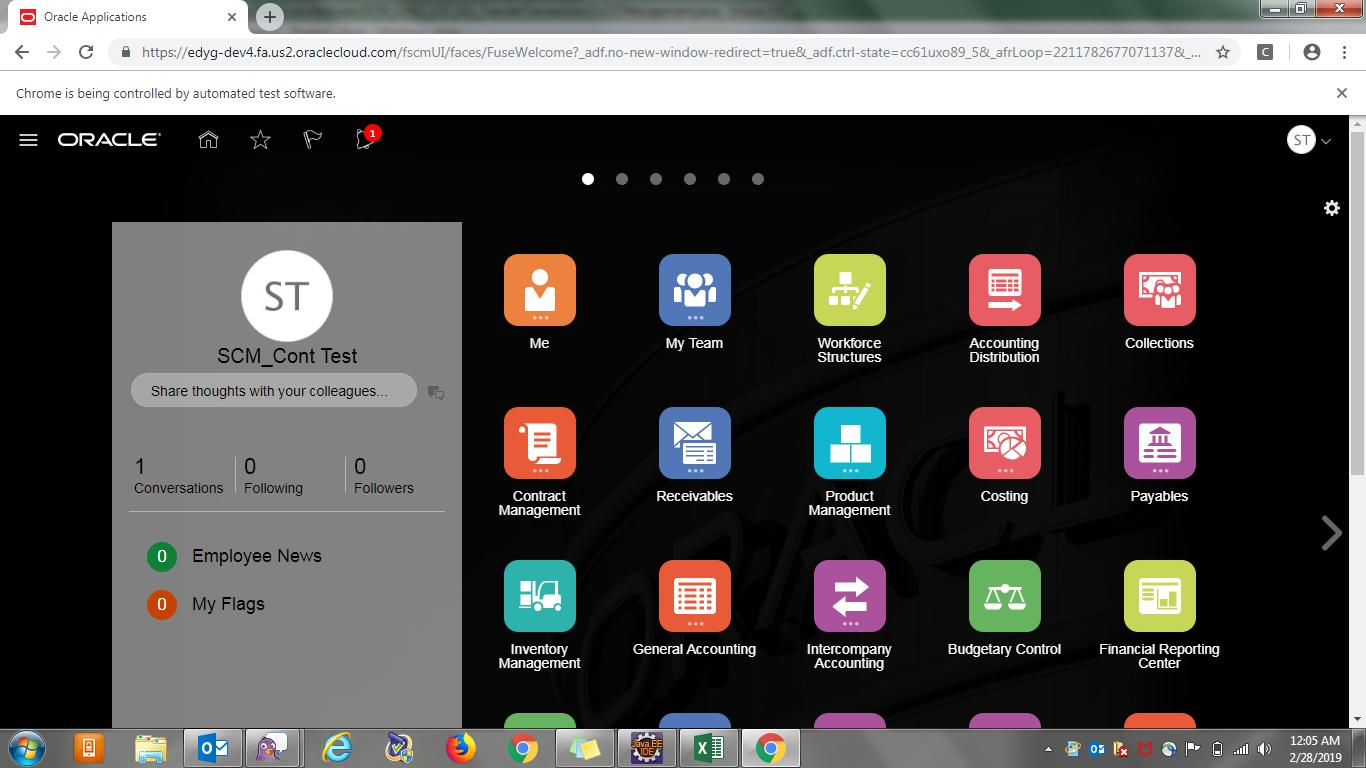 Oracle Applications
https://edyg-dev4.fa.us2.oraclecloud.com/fscmUI/faces/FuseWelcome?_adf.no-new-window-redirect=true&_adf.ctrl-state=cc61uxo89_5&_afrLoop=2211782677071137&_...
C
Chrome is being controlled by automated test software.
ORACLE
1
ST
ST
SCM_Cont Test
Share thoughts with your colleagues...
1
Conversations
0
Following
0
Followers
0 Employee News
0 My Flags
Me
My Team
Workforce
Structures
Accounting
Distribution
Collections
Contract
Management
Receivables
Product
Management
Costing
Payables
Inventory
Management
General Accounting
Intercompany
Accounting
Budgetary Control
Financial Reporting
Center
Java EE
IDE
12:05 AM
2/28/2019